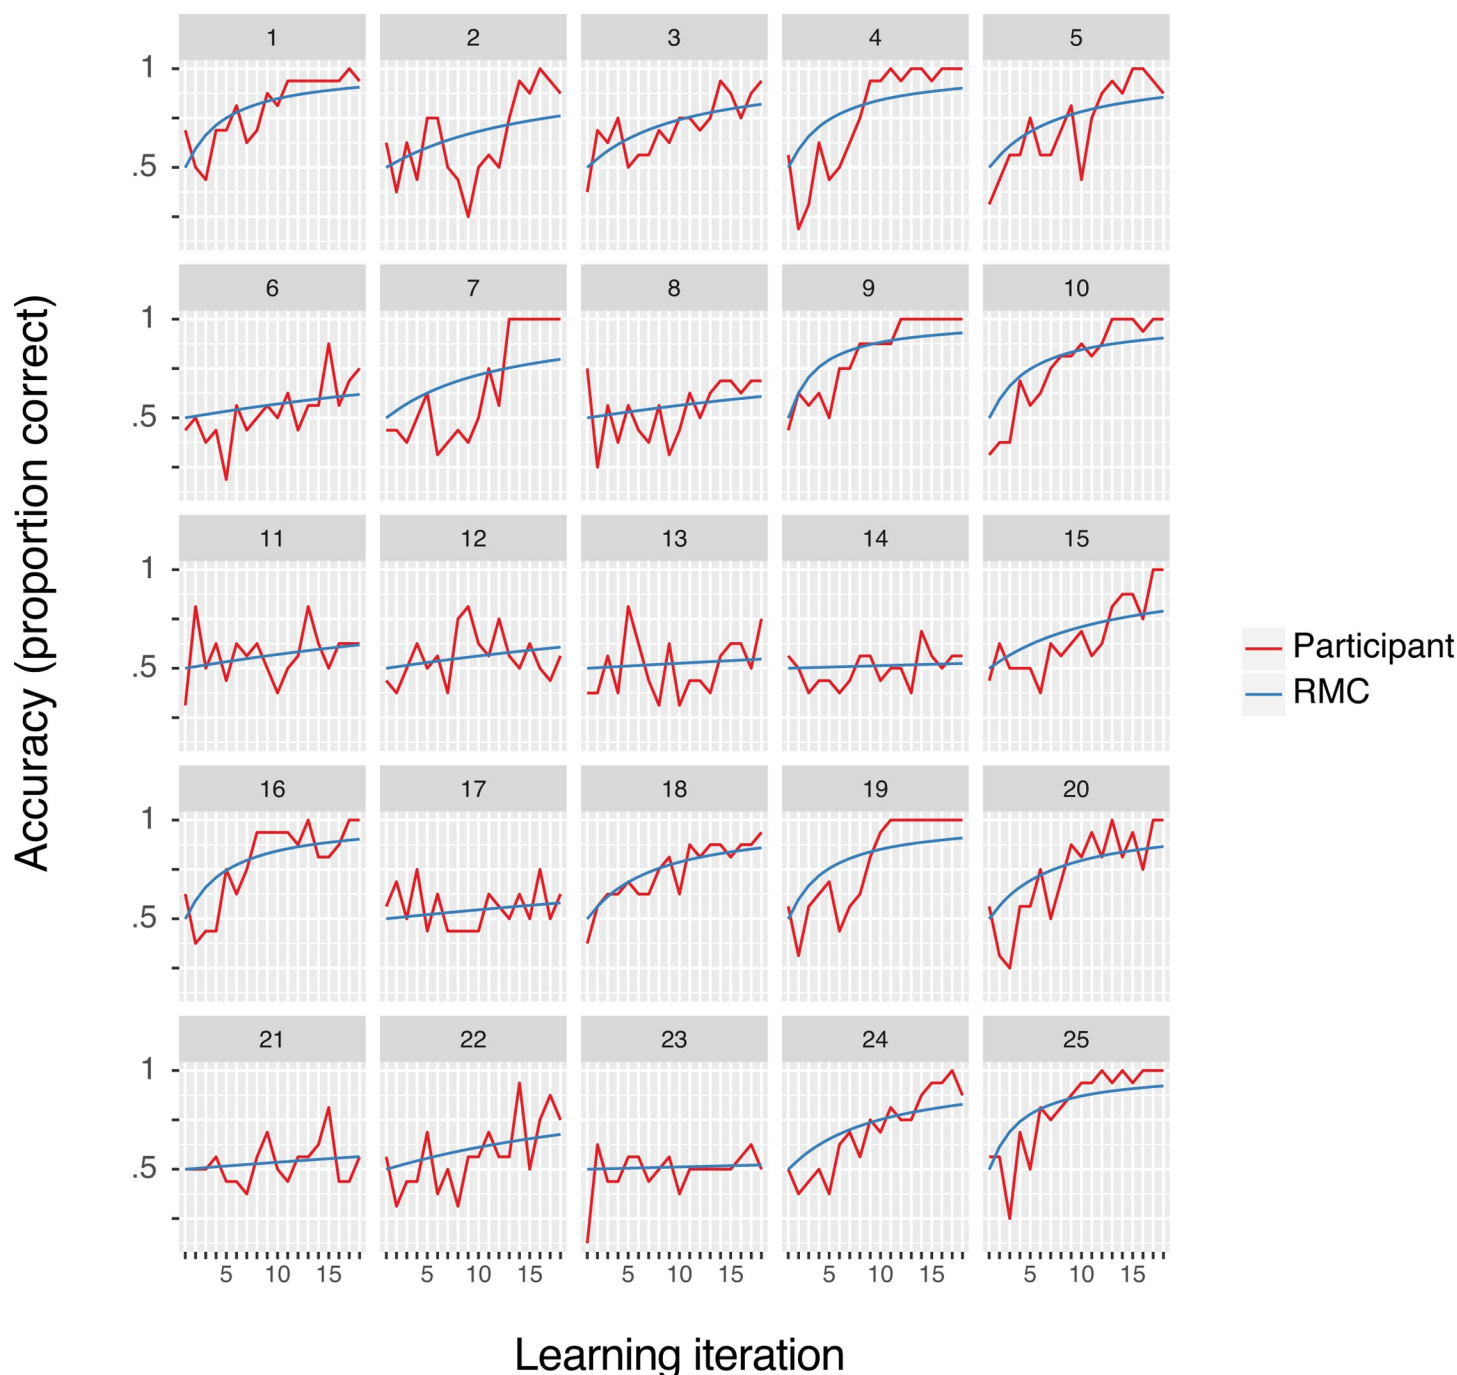 1 2 3 4 5
1
.5
6 7 8 9 10
1
.5
11 12 13 14 15
1
.5
16 17 18 19 20
1
.5
21 22 23 24 25
1
.5
5 10 15 5 10 15 5 10 15 5 10 15 5 10 15
Accuracy (proportion correct)
Learning iteration
Participant
RMC